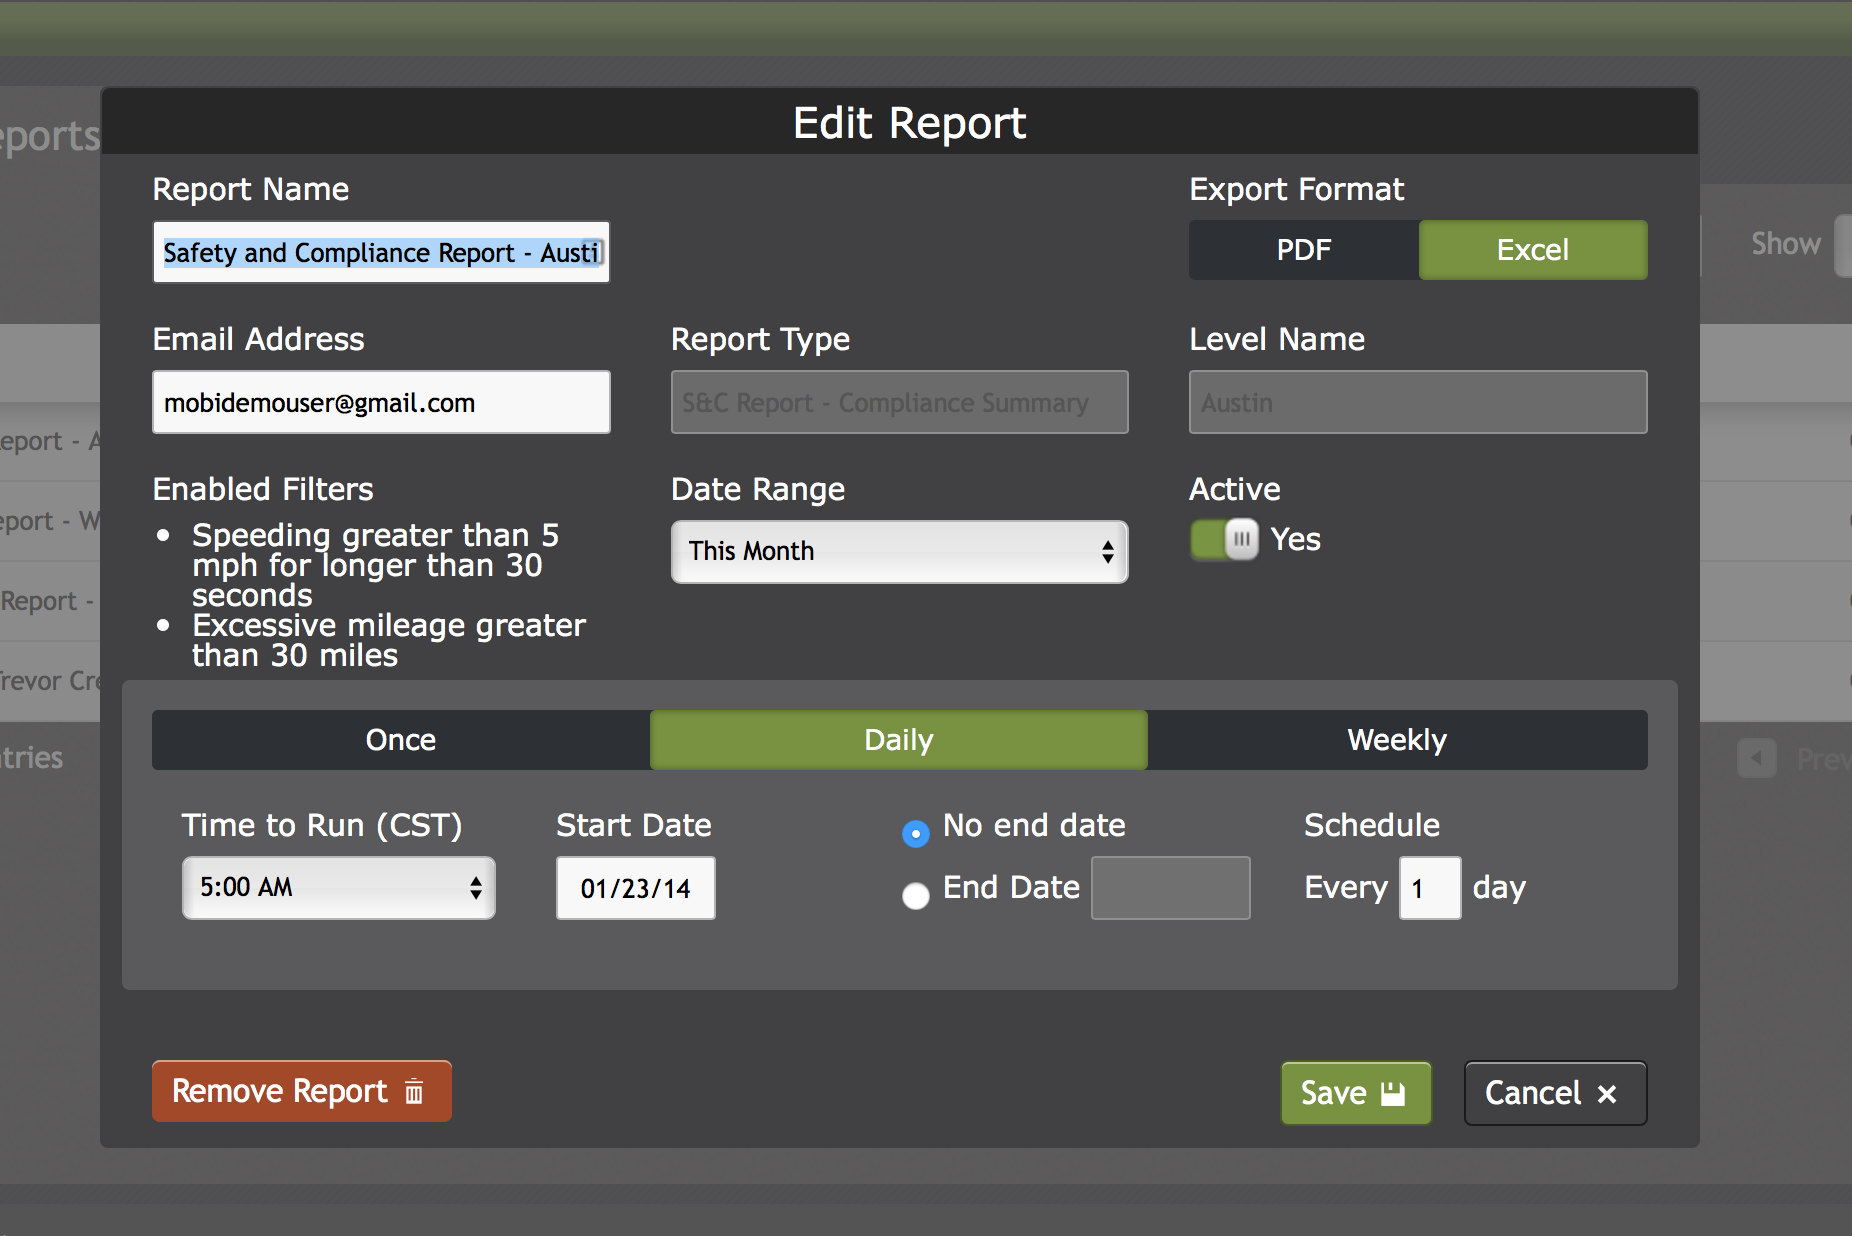 Edit Report
Report Name
Export Format
Safety and Compliance Report - Austi
PDF
Excel
Show
Email Address
Report Type
Level Name
mobidemouser@gmail.com
S&C Report - Compliance Summary
Austin
Enabled Filters
Date Range
Active
• Speeding greater than 5
mph for longer than 30
seconds
• Excessive mileage greater
than 30 miles
This Month
Yes
Once
Daily
Weekly
Time to Run (CST)
Start Date
No end date
Schedule
5:00 AM
01/23/14
End Date
Every 1 day
Remove Report
Save
Cancel
eports
eport - A
eport - W
Report -
revor Cre
tries
Prev